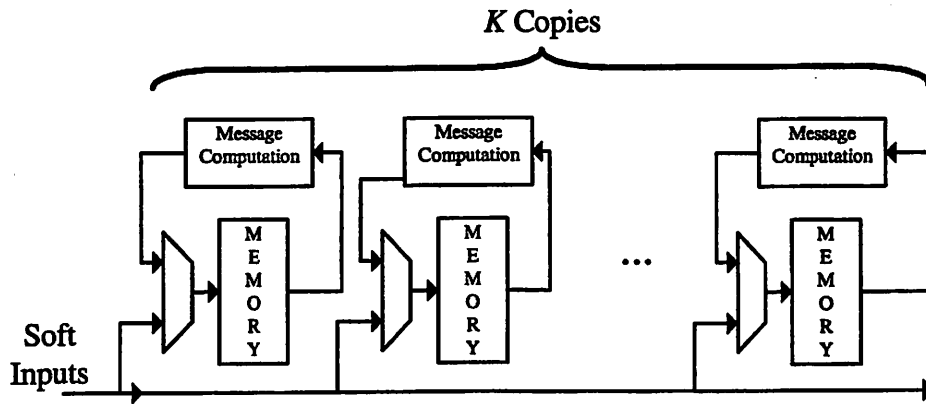 K Copies
Message
Computation
Message
Computation
Message
Computation
M
E
M
O
R
Y
M
E
M
O
R
Y
...
M
E
M
O
R
Y
Soft
Inputs